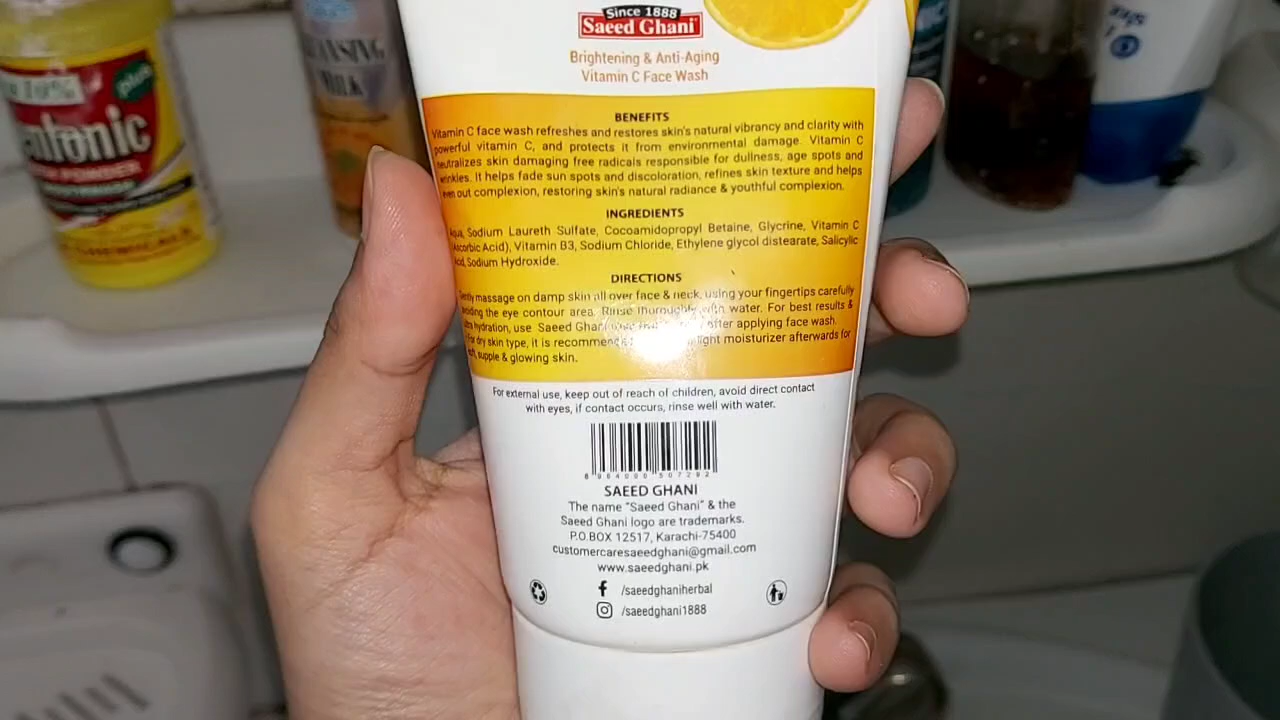 Since 1888
Saeed Ghani
Brightening & Anti-Aging
Vitamin C Face Wash
BENEFITS
Vitamin C face wash refreshes and restores skin's natural vibrancy and clarity with
powerful vitamin C, and protects it from environmental damage. Vitamin C
neutralizes skin damaging free radicals responsible for dullness, age spots and
wrinkles. It helps fade sun spots and discoloration, refines skin texture and helps
even out complexion, restoring skin's natural radiance & youthful complexion.
INGREDIENTS
Aqua, Sodium Laureth Sulfate, Cocoamidopropyl Betaine, Glycrine, Vitamin C
(Ascorbic Acid), Vitamin B3, Sodium Chloride, Ethylene glycol distearate, Salicylic
Acid, Sodium Hydroxide.
DIRECTIONS
Gently massage on damp skin all over face & neck, using your fingertips carefully
avoiding the eye contour area. Rinse thoroughly with water. For best results &
hydration, use Saeed Ghani after applying face wash.
For dry skin type, it is recommended light moisturizer afterwards for
supple & glowing skin.
For external use, keep out of reach of children, avoid direct contact
with eyes, if contact occurs, rinse well with water.
8 964000 507292
SAEED GHANI
The name "Saeed Ghani" & the
Saeed Ghani logo are trademarks.
P.O.BOX 12517, Karachi-75400
customercaresaeedghani@gmail.com
www.saeedghani.pk
/saeedghaniherbal
/saeedghani1888
plus
10%
POWDER
CLEANSING
MILK